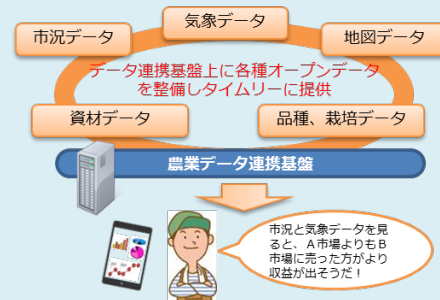 気象データ
市況データ
地図データ
データ連携基盤上に各種オープンデータ
を整備しタイムリーに提供
資材データ
品種、栽培データ
農業データ連携基盤
市況と気象データを見
ると、A市場よりもB
市場に売った方がより
収益が出そうだ！